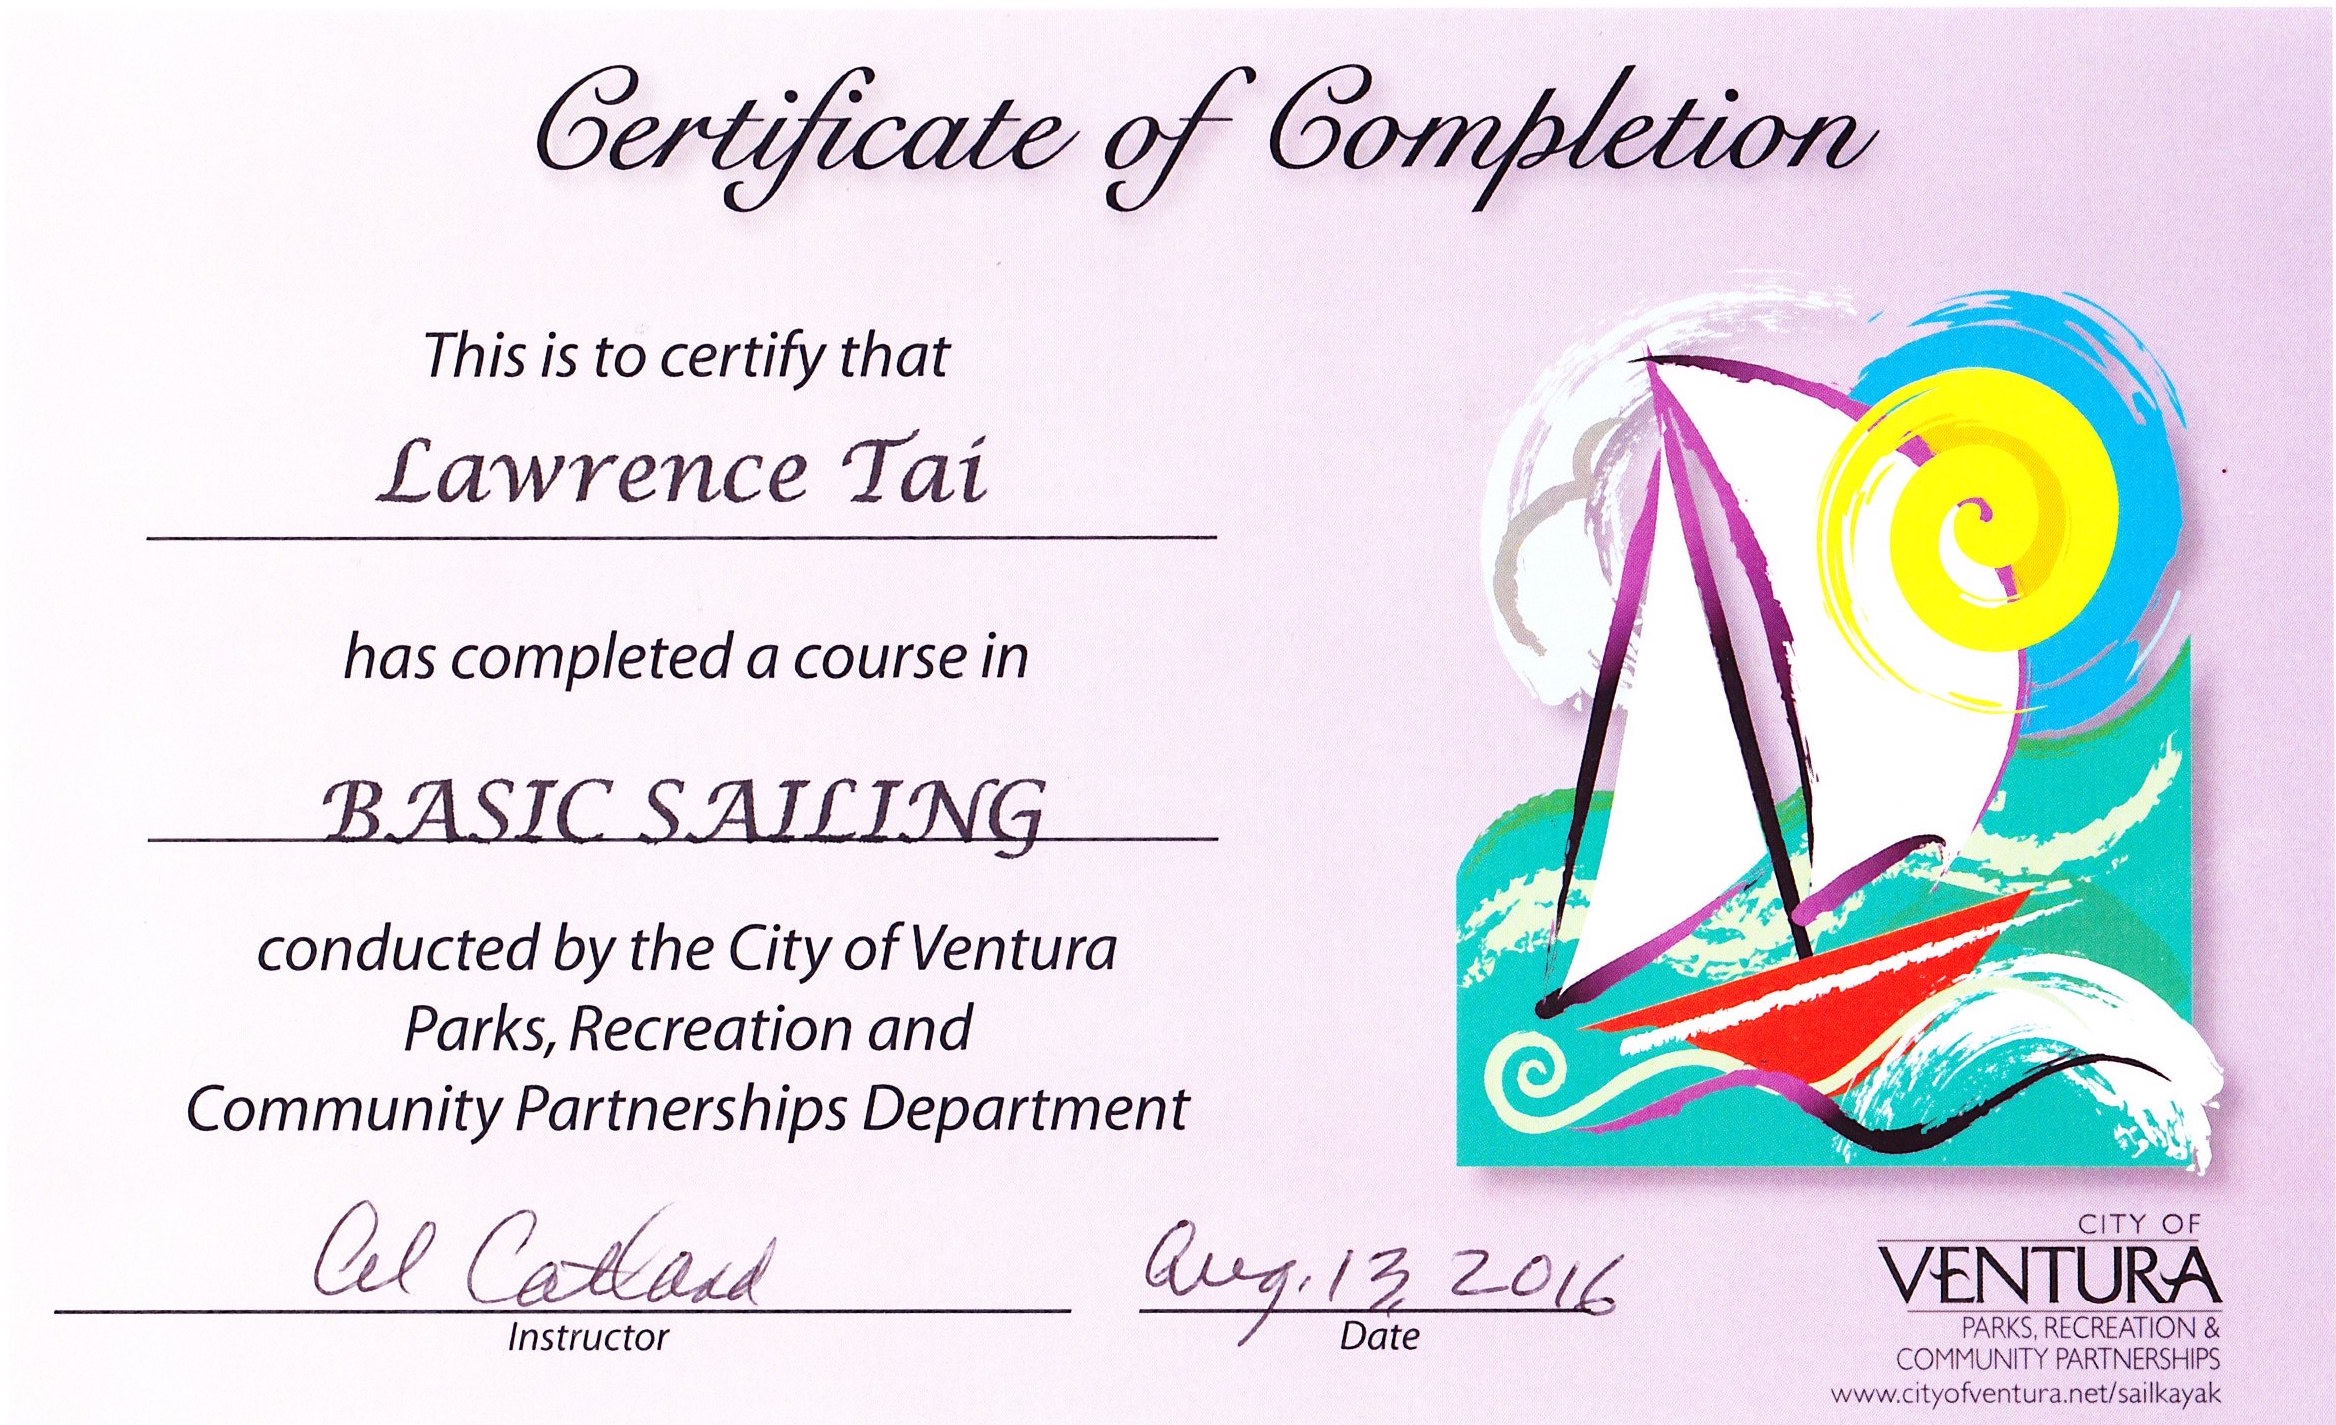 Certificate of Completion
This is to certify that
Lawrence Tai
has completed a course in
BASIC SAILING
conducted by the City of Ventura
Parks, Recreation and
Community Partnerships Department
Aug. 13, 2016
Instructor
Date
CITY OF
VENTURA
PARKS, RECREATION &
COMMUNITY PARTNERSHIPS
www.cityofventura.net/sailkayak